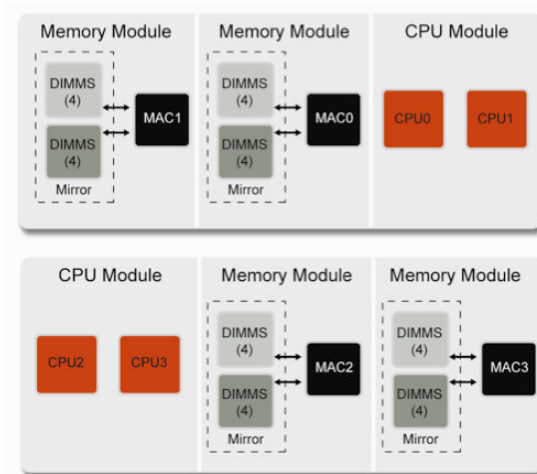 Memory Module
Memory Module
CPU Module
DIMMS
(4)
DIMMS
(4)
Mirror
MAC1
DIMMS
(4)
DIMMS
(4)
Mirror
MAC0
CPU0
CPU1
CPU Module
Memory Module
Memory Module
CPU2
CPU3
DIMMS
(4)
DIMMS
(4)
Mirror
MAC2
DIMMS
(4)
DIMMS
(4)
Mirror
MAC3